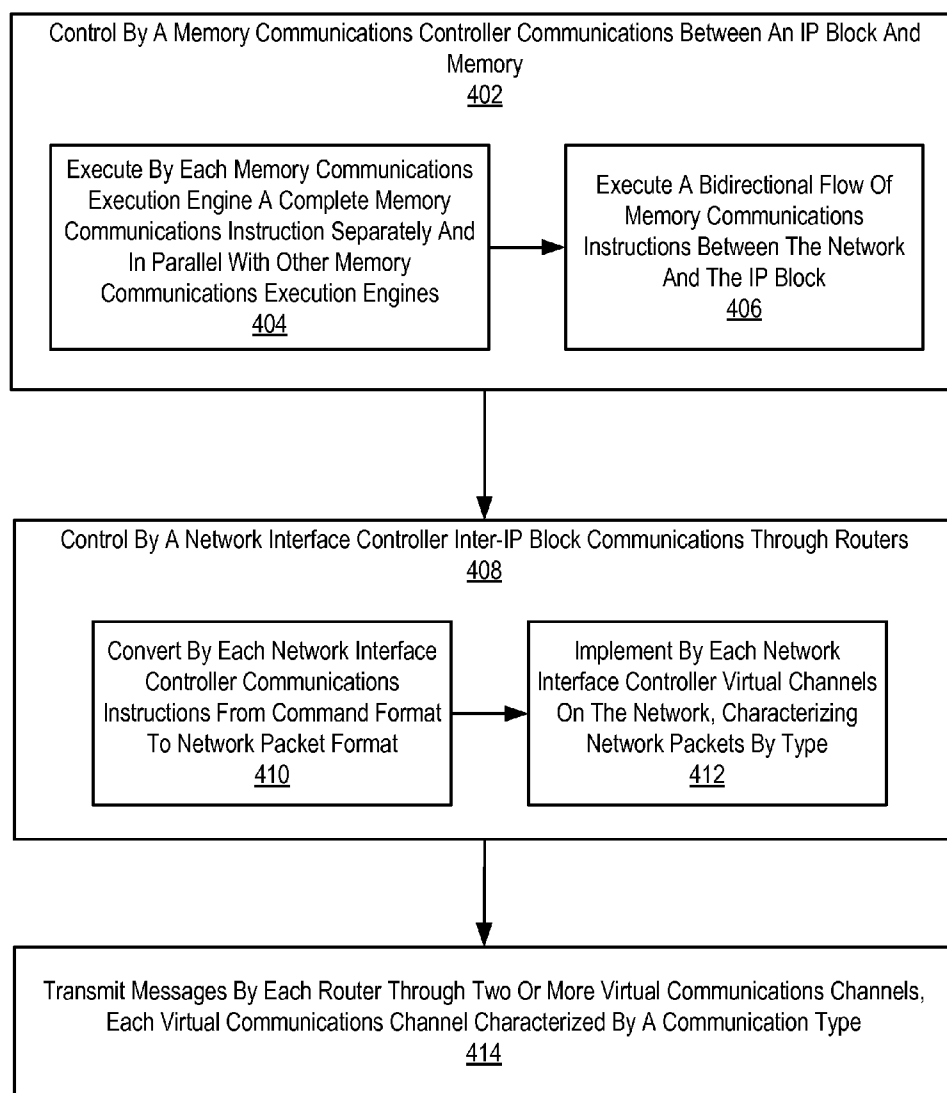 Control By A Memory Communications Controller Communications Between An IP Block And
Memory
402
Execute By Each Memory Communications
Execution Engine A Complete Memory
Communications Instruction Separately And
In Parallel With Other Memory
Communications Execution Engines
404
Execute A Bidirectional Flow Of
Memory Communications
Instructions Between The Network
And The IP Block
406
Control By A Network Interface Controller Inter-IP Block Communications Through Routers
408
Convert By Each Network Interface
Controller Communications
Instructions From Command Format
To Network Packet Format
410
Implement By Each Network
Interface Controller Virtual Channels
On The Network, Characterizing
Network Packets By Type
412
Transmit Messages By Each Router Through Two Or More Virtual Communications Channels,
Each Virtual Communications Channel Characterized By A Communication Type
414